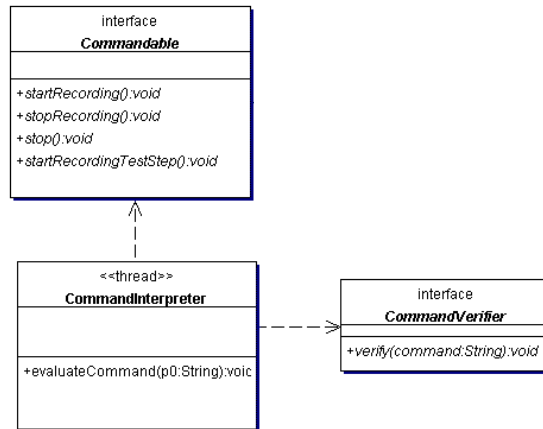 interface
Commandable
+startRecording():void
+stopRecording():void
+stop():void
+startRecordingTestStep():void
<<thread>>
CommandInterpreter
+evaluateCommand(p0:String):voic
interface
CommandVerifier
+verify(command:String):void